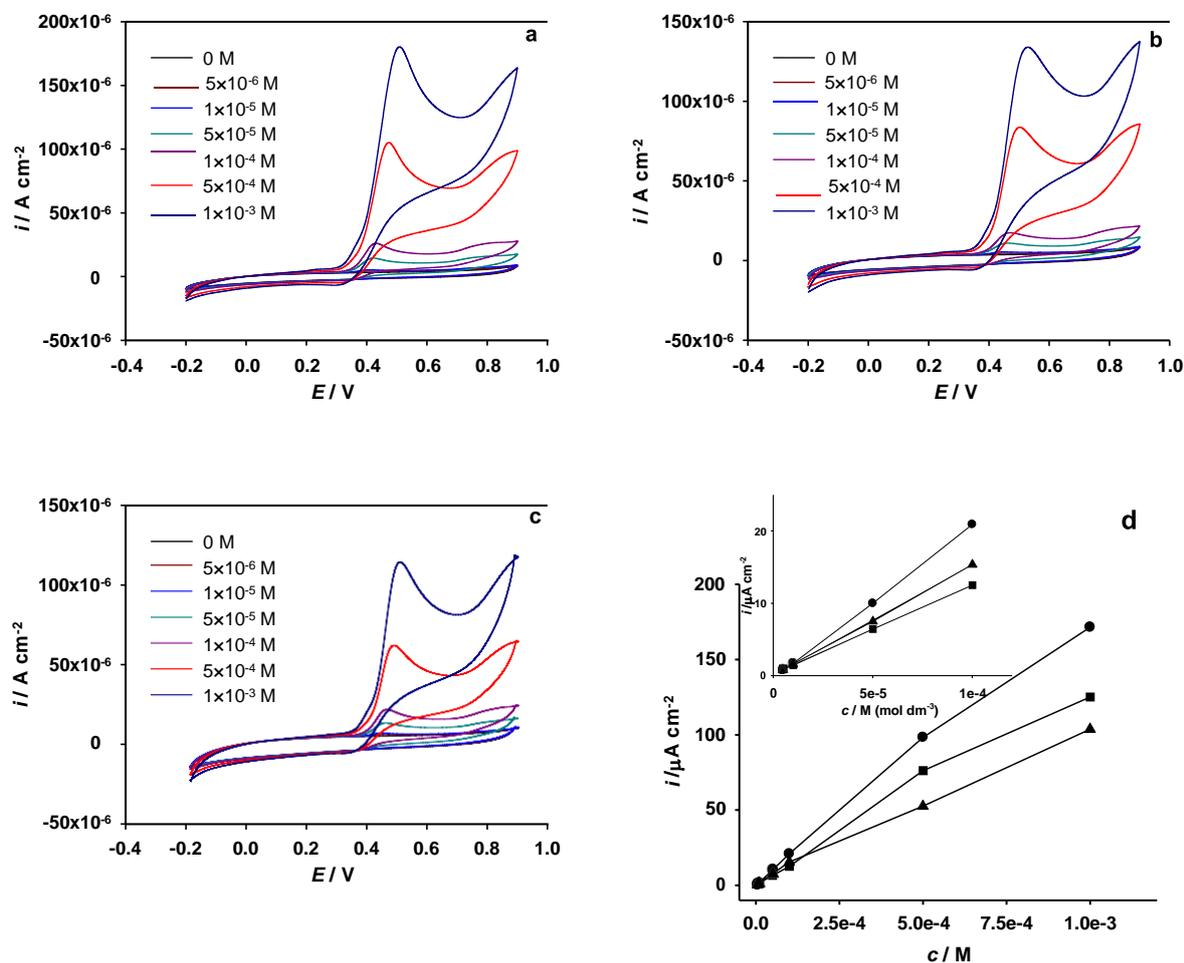 a
200x10⁻⁶
150x10⁻⁶
100x10⁻⁶
50x10⁻⁶
0
-50x10⁻⁶
i / A cm⁻²
0 M
5×10⁻⁶ M
1×10⁻⁵ M
5×10⁻⁵ M
1×10⁻⁴ M
5×10⁻⁴ M
1×10⁻³ M
-0.4 -0.2 0.0 0.2 0.4 0.6 0.8 1.0
E / V
b
150x10⁻⁶
100x10⁻⁶
50x10⁻⁶
0
-50x10⁻⁶
i / A cm⁻²
0 M
5×10⁻⁶ M
1×10⁻⁵ M
5×10⁻⁵ M
1×10⁻⁴ M
5×10⁻⁴ M
1×10⁻³ M
-0.4 -0.2 0.0 0.2 0.4 0.6 0.8 1.0
E / V
c
150x10⁻⁶
100x10⁻⁶
50x10⁻⁶
0
-50x10⁻⁶
i / A cm⁻²
0 M
5×10⁻⁶ M
1×10⁻⁵ M
5×10⁻⁵ M
1×10⁻⁴ M
5×10⁻⁴ M
1×10⁻³ M
-0.4 -0.2 0.0 0.2 0.4 0.6 0.8 1.0
E / V
d
20
10
0
i /µA cm⁻²
0 5e-5 1e-4
c / M (mol dm⁻³)
200
150
100
50
0
i /µA cm⁻²
0.0 2.5e-4 5.0e-4 7.5e-4 1.0e-3
c / M